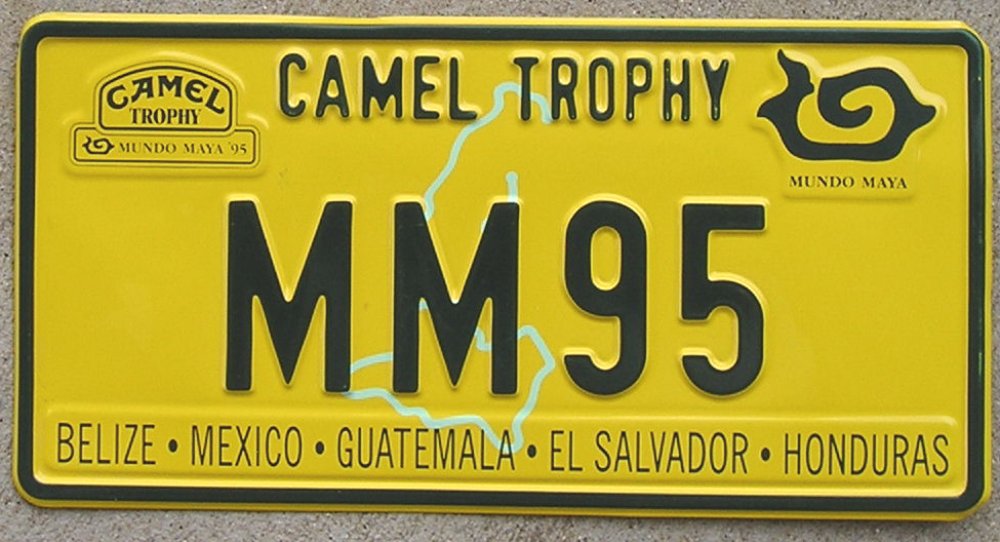 CAMEL TROPHY
CAMEL
TROPHY
MUNDO MAYA '95
MUNDO MAYA
MM95
BELIZE • MEXICO • GUATEMALA • EL SALVADOR • HONDURAS